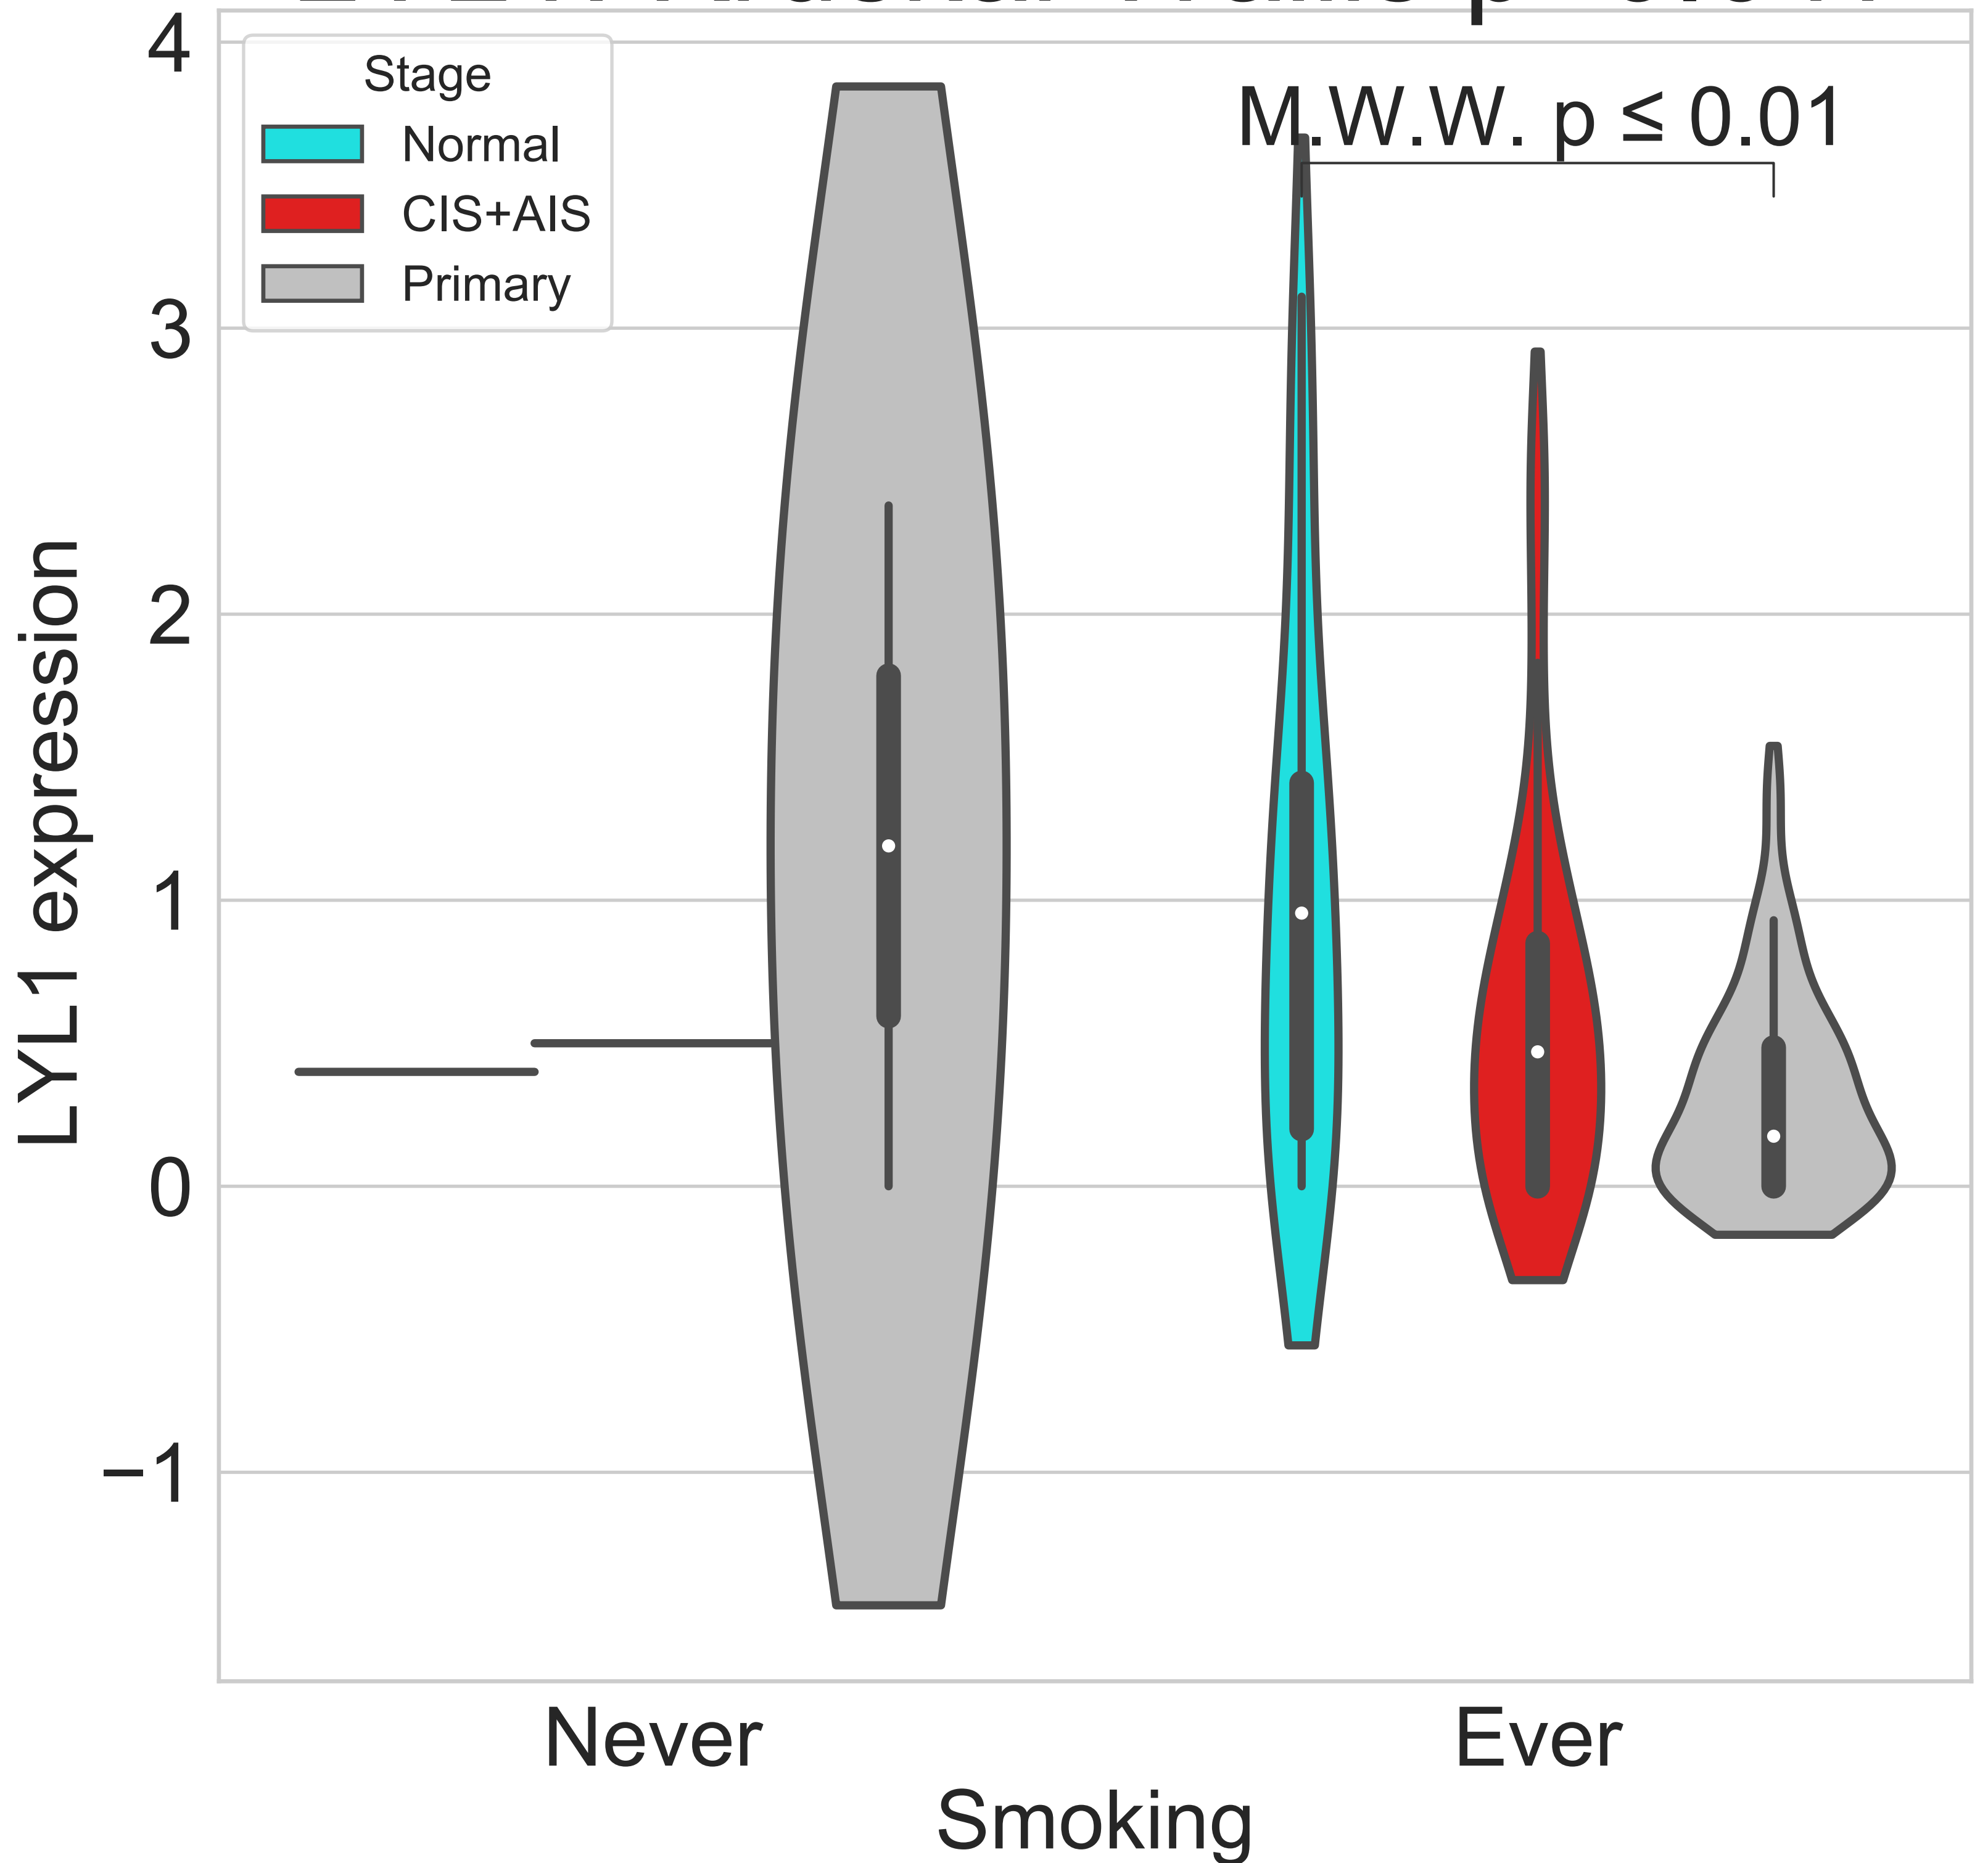 4
M.W.W. p ≤ 0.01
Stage
Normal
CIS+AIS
Primary
3
2
1
0
−1
LYL1 expression
Never
Ever
Smoking